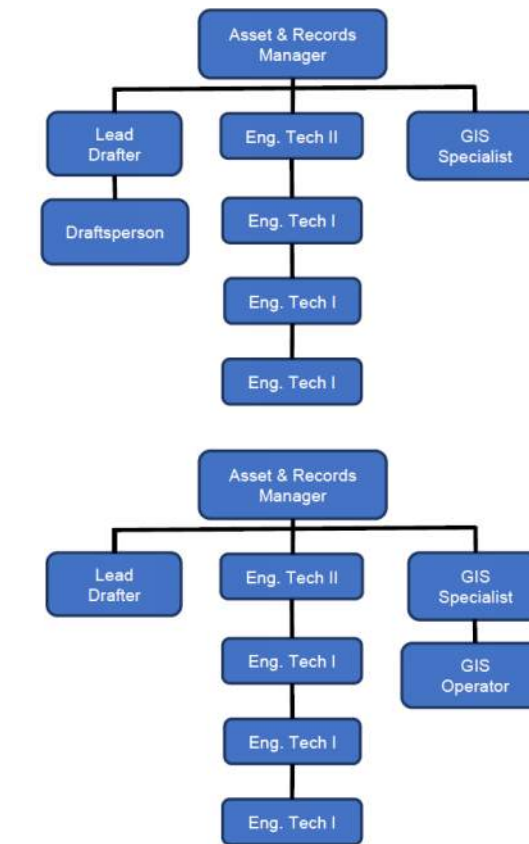 Asset & Records
Manager
Lead
Drafter
Eng. Tech II
GIS
Specialist
Draftsperson
Eng. Tech I
Eng. Tech I
Eng. Tech I
Asset & Records
Manager
Lead
Drafter
Eng. Tech II
GIS
Specialist
Eng. Tech I
GIS
Operator
Eng. Tech I
Eng. Tech I